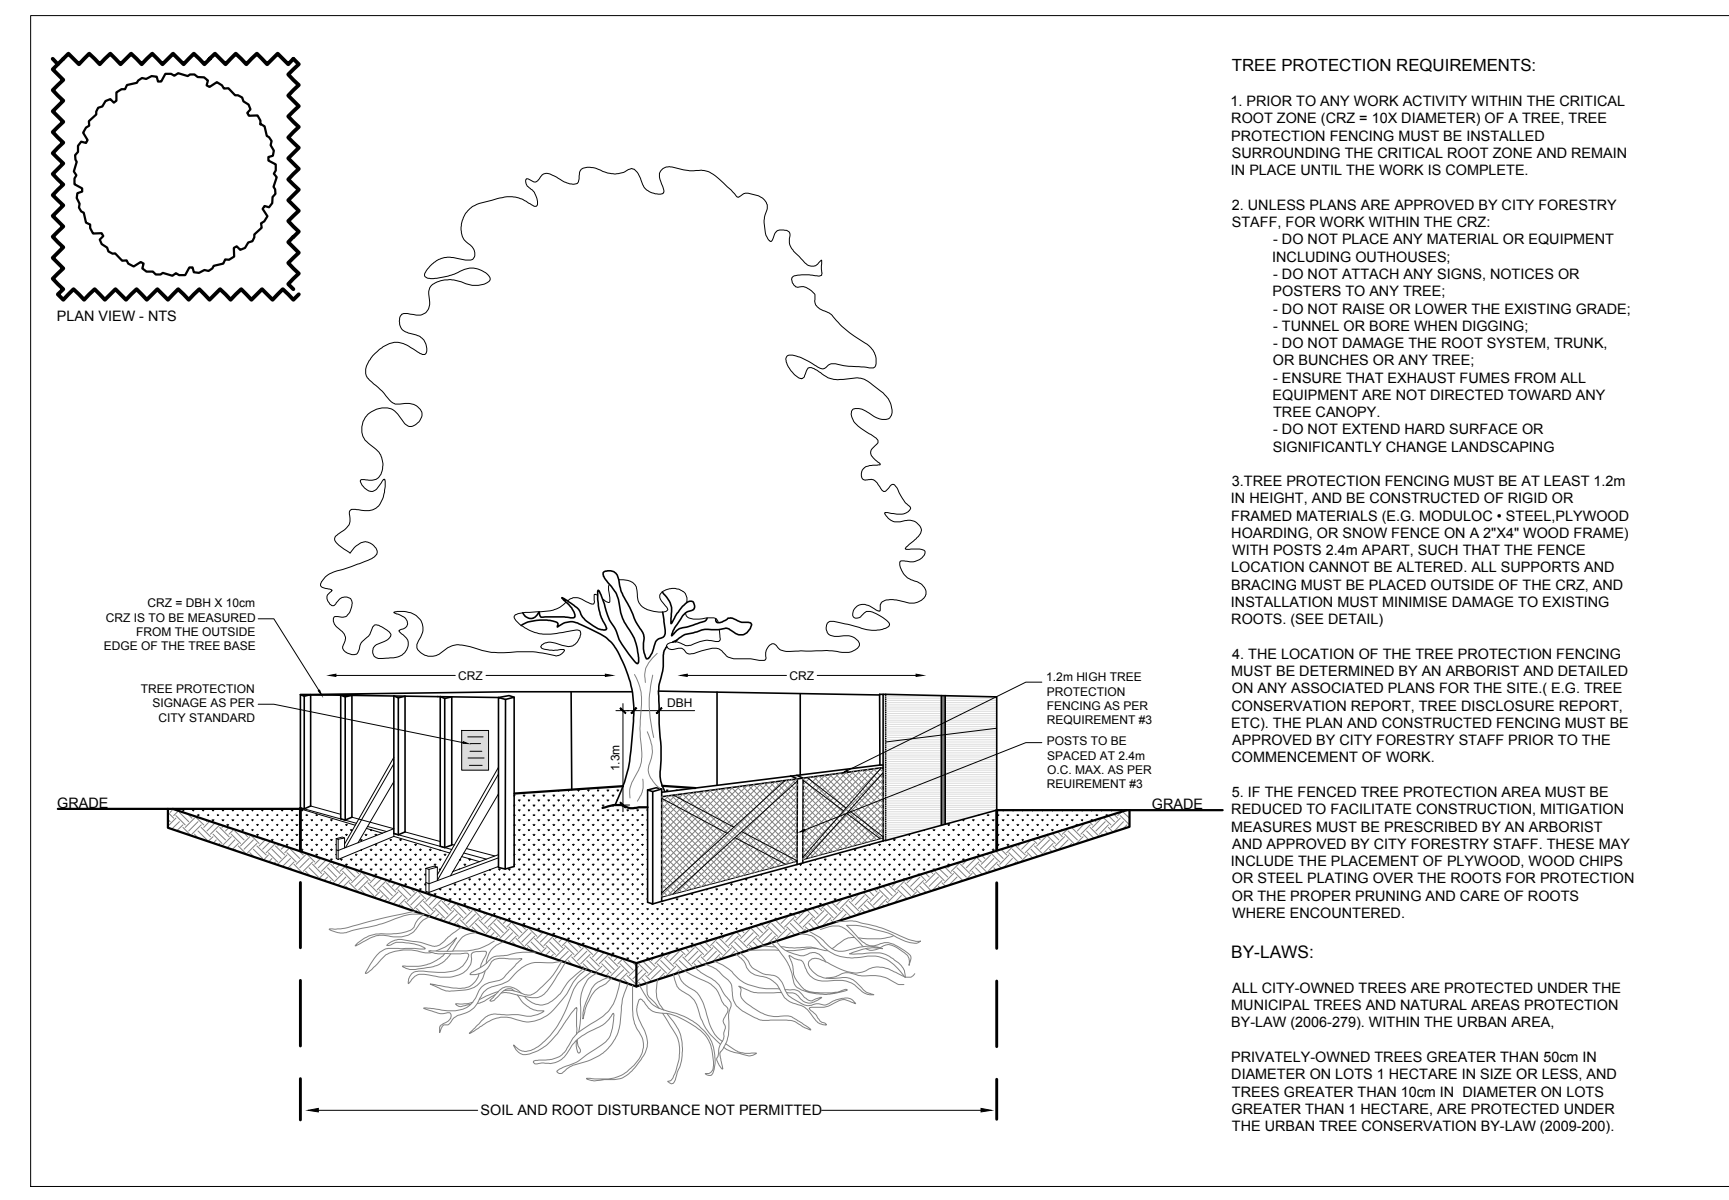 PLAN VIEW - NTS
CRZ = DBH X 10cm
CRZ IS TO BE MEASURED
FROM THE OUTSIDE
EDGE OF THE TREE BASE
TREE PROTECTION
SIGNAGE AS PER
CITY STANDARD
GRADE
CRZ
CRZ
DBH
1.3m
1.2m HIGH TREE
PROTECTION
FENCING AS PER
REQUIREMENT #3
POSTS TO BE
SPACED AT 2.4m
O.C. MAX. AS PER
REUIREMENT #3
GRADE
SOIL AND ROOT DISTURBANCE NOT PERMITTED
TREE PROTECTION REQUIREMENTS:
1. PRIOR TO ANY WORK ACTIVITY WITHIN THE CRITICAL
ROOT ZONE (CRZ = 10X DIAMETER) OF A TREE, TREE
PROTECTION FENCING MUST BE INSTALLED
SURROUNDING THE CRITICAL ROOT ZONE AND REMAIN
IN PLACE UNTIL THE WORK IS COMPLETE.
2. UNLESS PLANS ARE APPROVED BY CITY FORESTRY
STAFF, FOR WORK WITHIN THE CRZ:
- DO NOT PLACE ANY MATERIAL OR EQUIPMENT
INCLUDING OUTHOUSES;
- DO NOT ATTACH ANY SIGNS, NOTICES OR
POSTERS TO ANY TREE;
- DO NOT RAISE OR LOWER THE EXISTING GRADE;
- TUNNEL OR BORE WHEN DIGGING;
- DO NOT DAMAGE THE ROOT SYSTEM, TRUNK,
OR BUNCHES OR ANY TREE;
- ENSURE THAT EXHAUST FUMES FROM ALL
EQUIPMENT ARE NOT DIRECTED TOWARD ANY
TREE CANOPY.
- DO NOT EXTEND HARD SURFACE OR
SIGNIFICANTLY CHANGE LANDSCAPING
3.TREE PROTECTION FENCING MUST BE AT LEAST 1.2m
IN HEIGHT, AND BE CONSTRUCTED OF RIGID OR
FRAMED MATERIALS (E.G. MODULOC • STEEL,PLYWOOD
HOARDING, OR SNOW FENCE ON A 2"X4" WOOD FRAME)
WITH POSTS 2.4m APART, SUCH THAT THE FENCE
LOCATION CANNOT BE ALTERED. ALL SUPPORTS AND
BRACING MUST BE PLACED OUTSIDE OF THE CRZ, AND
INSTALLATION MUST MINIMISE DAMAGE TO EXISTING
ROOTS. (SEE DETAIL)
4. THE LOCATION OF THE TREE PROTECTION FENCING
MUST BE DETERMINED BY AN ARBORIST AND DETAILED
ON ANY ASSOCIATED PLANS FOR THE SITE.( E.G. TREE
CONSERVATION REPORT, TREE DISCLOSURE REPORT,
ETC). THE PLAN AND CONSTRUCTED FENCING MUST BE
APPROVED BY CITY FORESTRY STAFF PRIOR TO THE
COMMENCEMENT OF WORK.
5. IF THE FENCED TREE PROTECTION AREA MUST BE
REDUCED TO FACILITATE CONSTRUCTION, MITIGATION
MEASURES MUST BE PRESCRIBED BY AN ARBORIST
AND APPROVED BY CITY FORESTRY STAFF. THESE MAY
INCLUDE THE PLACEMENT OF PLYWOOD, WOOD CHIPS
OR STEEL PLATING OVER THE ROOTS FOR PROTECTION
OR THE PROPER PRUNING AND CARE OF ROOTS
WHERE ENCOUNTERED.
BY-LAWS:
ALL CITY-OWNED TREES ARE PROTECTED UNDER THE
MUNICIPAL TREES AND NATURAL AREAS PROTECTION
BY-LAW (2006-279). WITHIN THE URBAN AREA,
PRIVATELY-OWNED TREES GREATER THAN 50cm IN
DIAMETER ON LOTS 1 HECTARE IN SIZE OR LESS, AND
TREES GREATER THAN 10cm IN  DIAMETER ON LOTS
GREATER THAN 1 HECTARE, ARE PROTECTED UNDER
THE URBAN TREE CONSERVATION BY-LAW (2009-200).